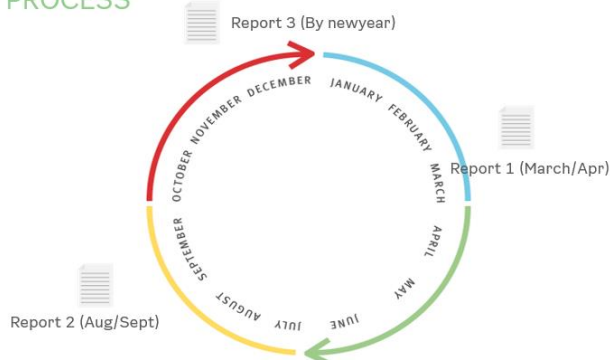 PROCESS
Report 3 (By newyear)
JANUARY
FEBRUARY
MARCH
Report 1 (March/Apr)
APRIL
MAY
JUNE
JULY
AUGUST
SEPTEMBER
Report 2 (Aug/Sept)
OCTOBER
NOVEMBER
DECEMBER